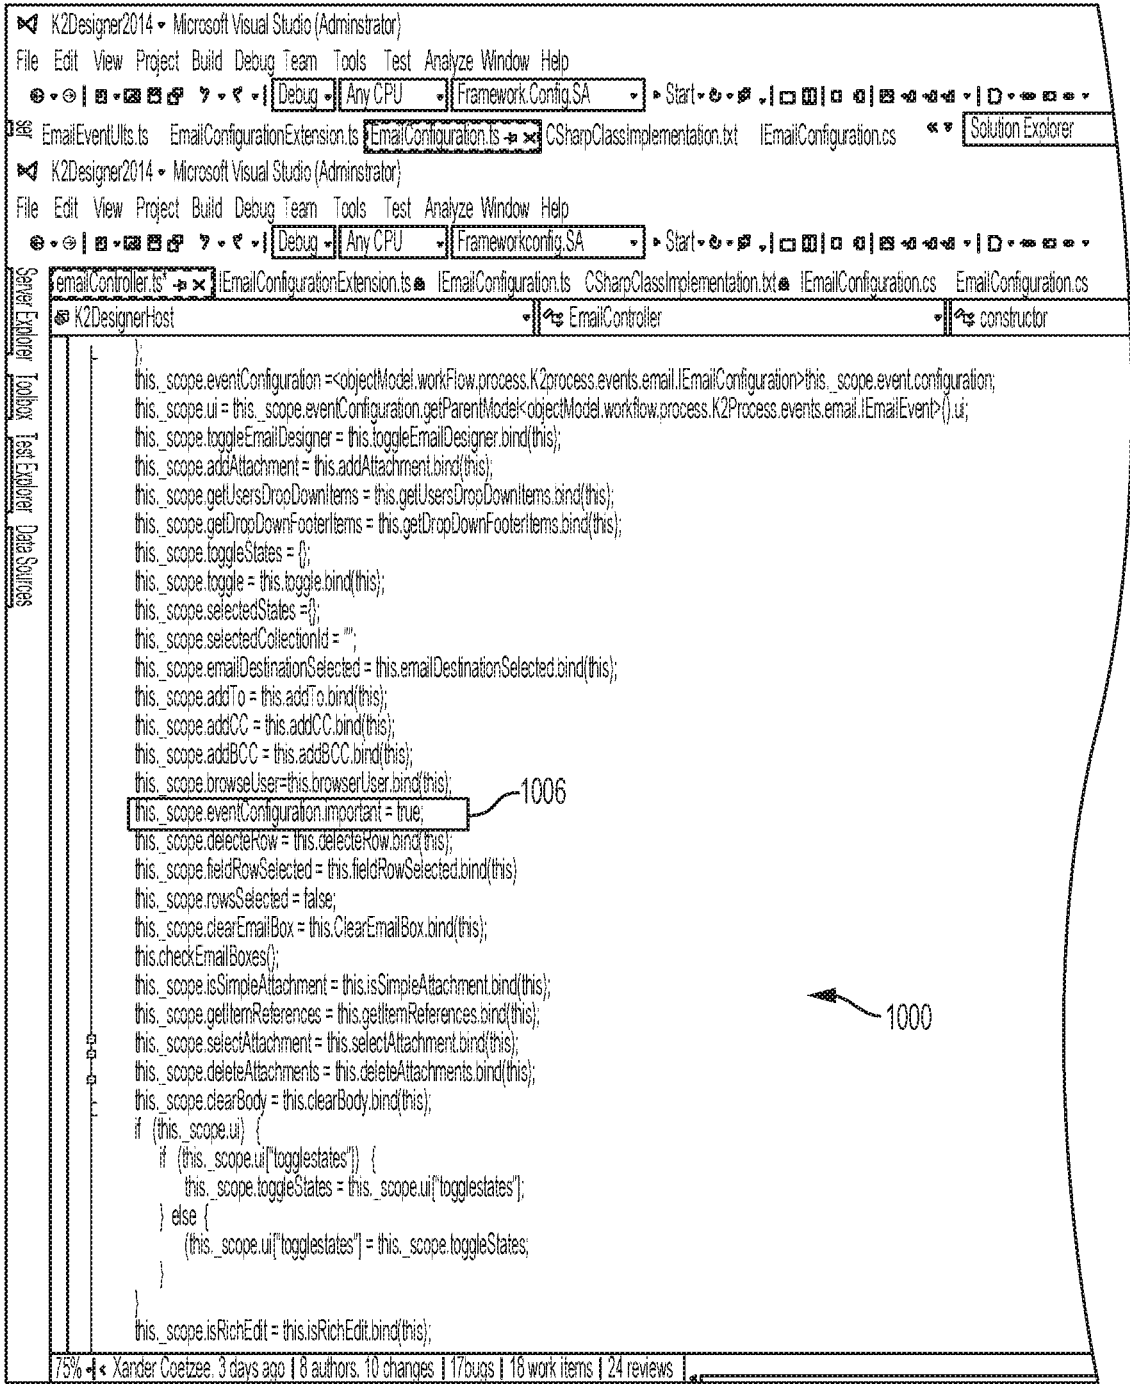 K2Designer2014 - Microsoft Visual Studio (Adminstrator)
File Edit View Project Build Debug Team Tools Test Analyze Window Help
Debug Any CPU Framework.Config.SA Start
EmailEventUIts.ts EmailConfigurationExtension.ts EmailConfiguration.ts CSharpClassImplementation.txt IEmailConfiguration.cs Solution Explorer
K2Designer2014 - Microsoft Visual Studio (Adminstrator)
File Edit View Project Build Debug Team Tools Test Analyze Window Help
Debug Any CPU Frameworkconfig.SA Start
emailController.ts* IEmailConfigurationExtension.ts IEmailConfiguration.ts CSharpClassImplementation.txt IEmailConfiguration.cs EmailConfiguration.cs
Server Explorer Toolbox Test Explorer Data Sources
K2DesignerHost EmailController constructor
};
this._scope.eventConfiguration =<objectModel.workFlow.process.K2process.events.email.IEmailConfiguration>this._scope.event.configuration;
this._scope.ui = this._scope.eventConfiguration.getParentModel<objectModel.workflow.process.K2Process.events.email.IEmailEvent>().ui;
this._scope.toggleEmailDesigner = this.toggleEmailDesigner.bind(this);
this._scope.addAttachment = this.addAttachment.bind(this);
this._scope.getUsersDropDownItems = this.getUsersDropDownItems.bind(this);
this._scope.getDropDownFooterItems = this.getDropDownFooterItems.bind(this);
this._scope.toggleStates = {};
this._scope.toggle = this.toggle.bind(this);
this._scope.selectedStates ={};
this._scope.selectedCollectionId = "";
this._scope.emailDestinationSelected = this.emailDestinationSelected.bind(this);
this._scope.addTo = this.addTo.bind(this);
this._scope.addCC = this.addCC.bind(this);
this._scope.addBCC = this.addBCC.bind(this);
this._scope.browseUser=this.browserUser.bind(this);
this._scope.eventConfiguration.important = true;
1006
this._scope.delecteRow = this.delecteRow.bind(this);
this._scope.fieldRowSelected = this.fieldRowSelected.bind(this)
this._scope.rowsSelected = false;
this._scope.clearEmailBox = this.ClearEmailBox.bind(this);
this.checkEmailBoxes();
this._scope.isSimpleAttachment = this.isSimpleAttachment.bind(this);
this._scope.getItemReferences = this.getItemReferences.bind(this);
1000
this._scope.selectAttachment = this.selectAttachment.bind(this);
this._scope.deleteAttachments = this.deleteAttachments.bind(this);
this._scope.clearBody = this.clearBody.bind(this);
if (this._scope.ui) {
if (this._scope.ui["togglestates"]) {
this._scope.toggleStates = this._scope.ui["togglestates"];
} else {
(this._scope.ui["togglestates"] = this._scope.toggleStates;
}
}
this._scope.isRichEdit = this.isRichEdit.bind(this);
75% Xander Coetzee, 3 days ago | 8 authors, 10 changes | 17bugs | 18 work items | 24 reviews